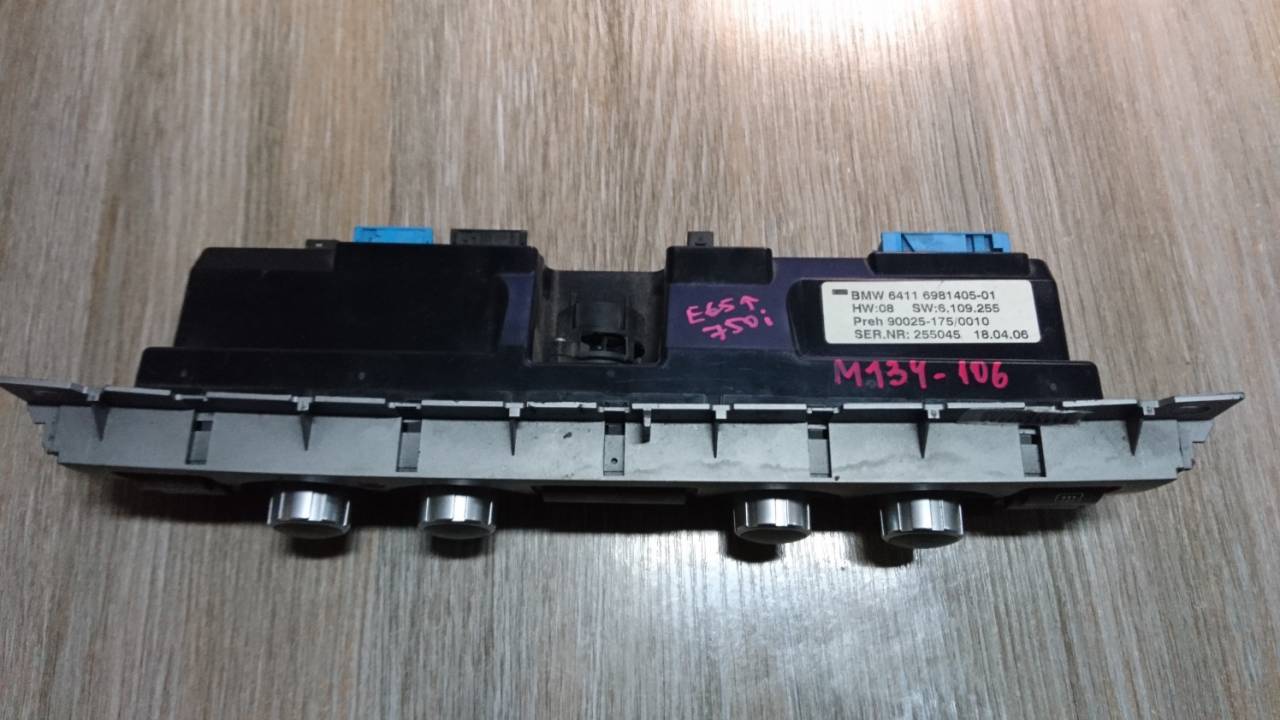 E65↑
750i
BMW 6411 6981405-01
HW:08 SW:6.109.255
Preh 90025-175/0010
SER.NR: 255045 18.04.06
M134-106